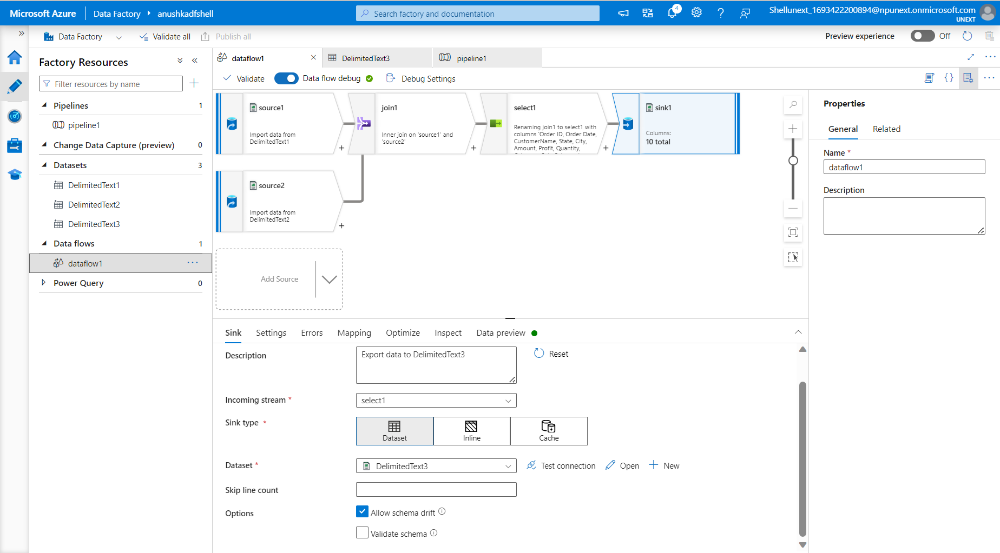 Microsoft Azure
Data Factory
anushkadfshell
Search factory and documentation
4
Shellunext_1693422200894@npunext.onmicrosoft.com
UNEXT
Data Factory
Validate all
Publish all
Preview experience
Off
Factory Resources
Filter resources by name
Pipelines 1
pipeline1
Change Data Capture (preview) 0
Datasets 3
DelimitedText1
DelimitedText2
DelimitedText3
Data flows 1
dataflow1
Power Query 0
dataflow1
DelimitedText3
pipeline1
Validate
Data flow debug
Debug Settings
source1
Import data from
DelimitedText1
join1
Inner join on 'source1' and
'source2'
select1
Renaming join1 to select1 with
columns 'Order ID, Order Date,
CustomerName, State, City,
Amount, Profit, Quantity,
sink1
Columns:
10 total
source2
Import data from
DelimitedText2
Add Source
Sink
Settings
Errors
Mapping
Optimize
Inspect
Data preview
Description
Export data to DelimitedText3
Reset
Incoming stream *
select1
Sink type *
Dataset
Inline
Cache
Dataset *
DelimitedText3
Test connection
Open
New
Skip line count
Options
Allow schema drift
Validate schema
Properties
General
Related
Name *
dataflow1
Description